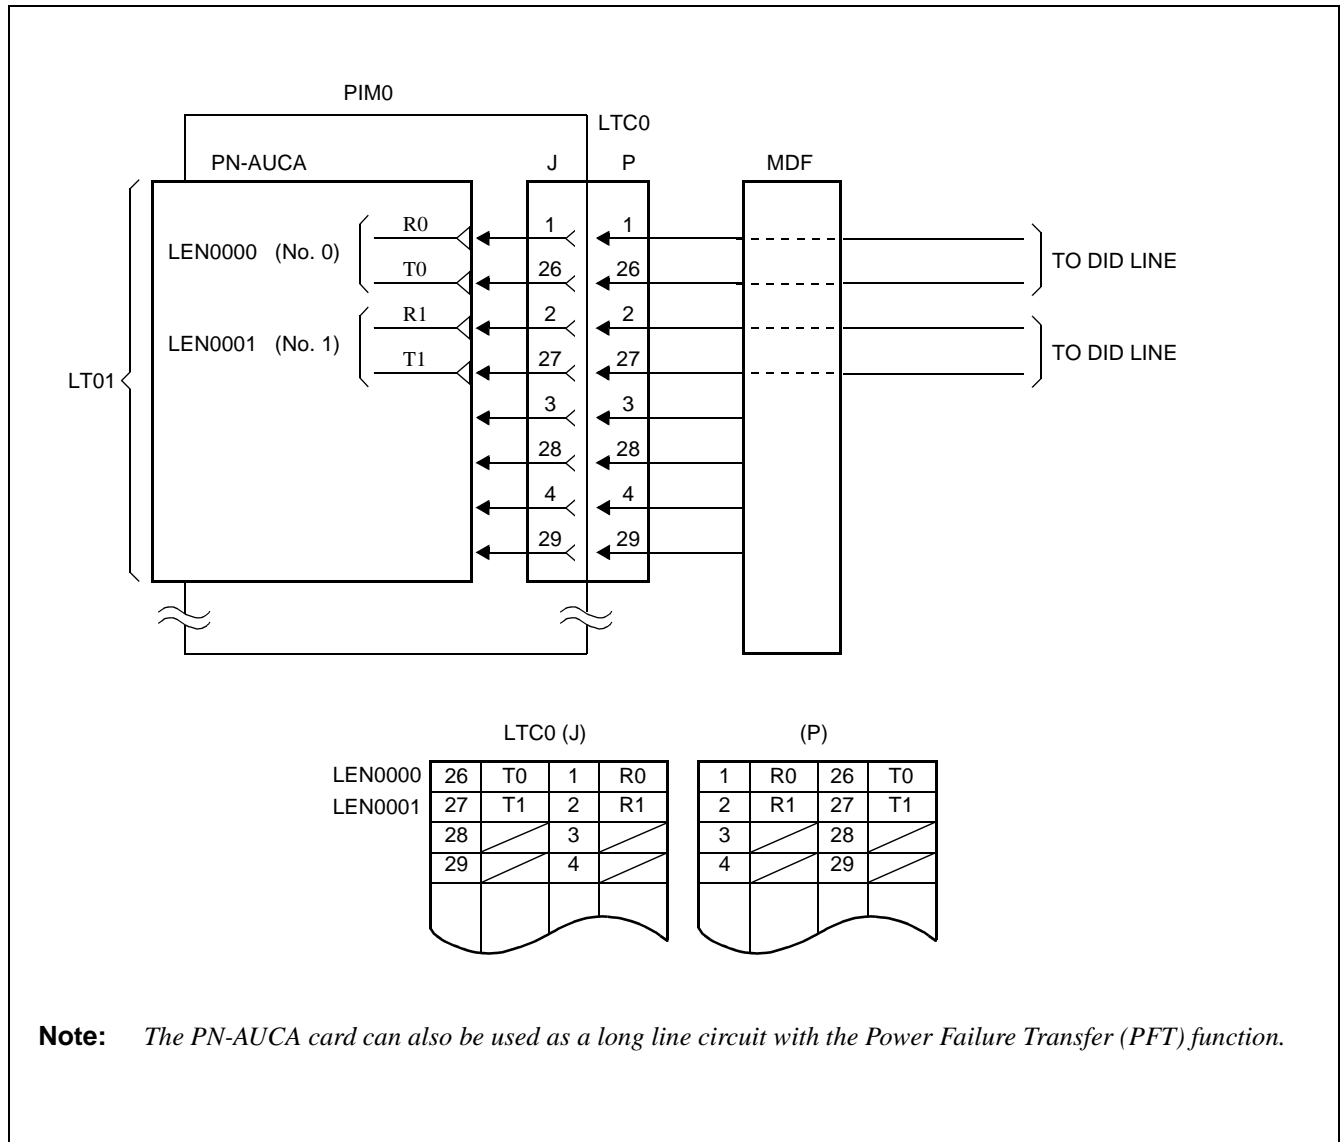 PIM0
LTC0
PN-AUCA J P MDF
R0 1 1
LEN0000 (No. 0)
TO DID LINE
T0 26 26
R1 2 2
LEN0001 (No. 1)
TO DID LINE
T1 27 27
LT01
3 3
28 28
4 4
29 29
LTC0 (J) (P)
LEN0000 26 T0 1 R0 1 R0 26 T0
LEN0001 27 T1 2 R1 2 R1 27 T1
28 3 3 28
29 4 4 29
Note: The PN-AUCA card can also be used as a long line circuit with the Power Failure Transfer (PFT) function.